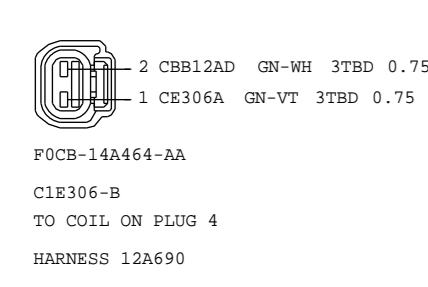 2 CBB12AD GN-WH 3TBD 0.75
1 CE306A GN-VT 3TBD 0.75
F0CB-14A464-AA
C1E306-B
TO COIL ON PLUG 4
HARNESS 12A690